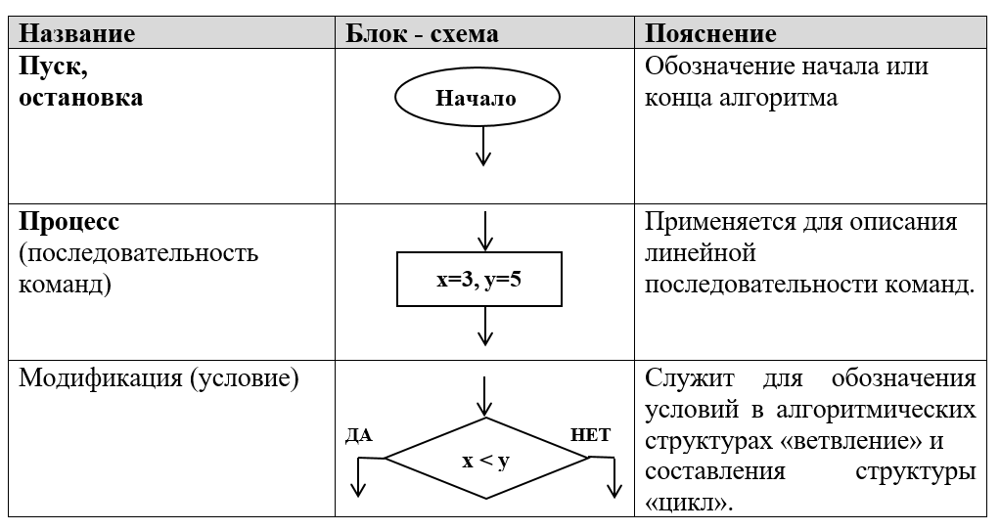 Название
Блок - схема
Пояснение
Пуск,
остановка
Начало
Обозначение начала или
конца алгоритма
Процесс
(последовательность
команд)
x=3, y=5
Применяется для описания
линейной
последовательности команд.
Модификация (условие)
ДА
НЕТ
x < y
Служит для обозначения
условий в алгоритмических
структурах «ветвление» и
составления структуры
«цикл».